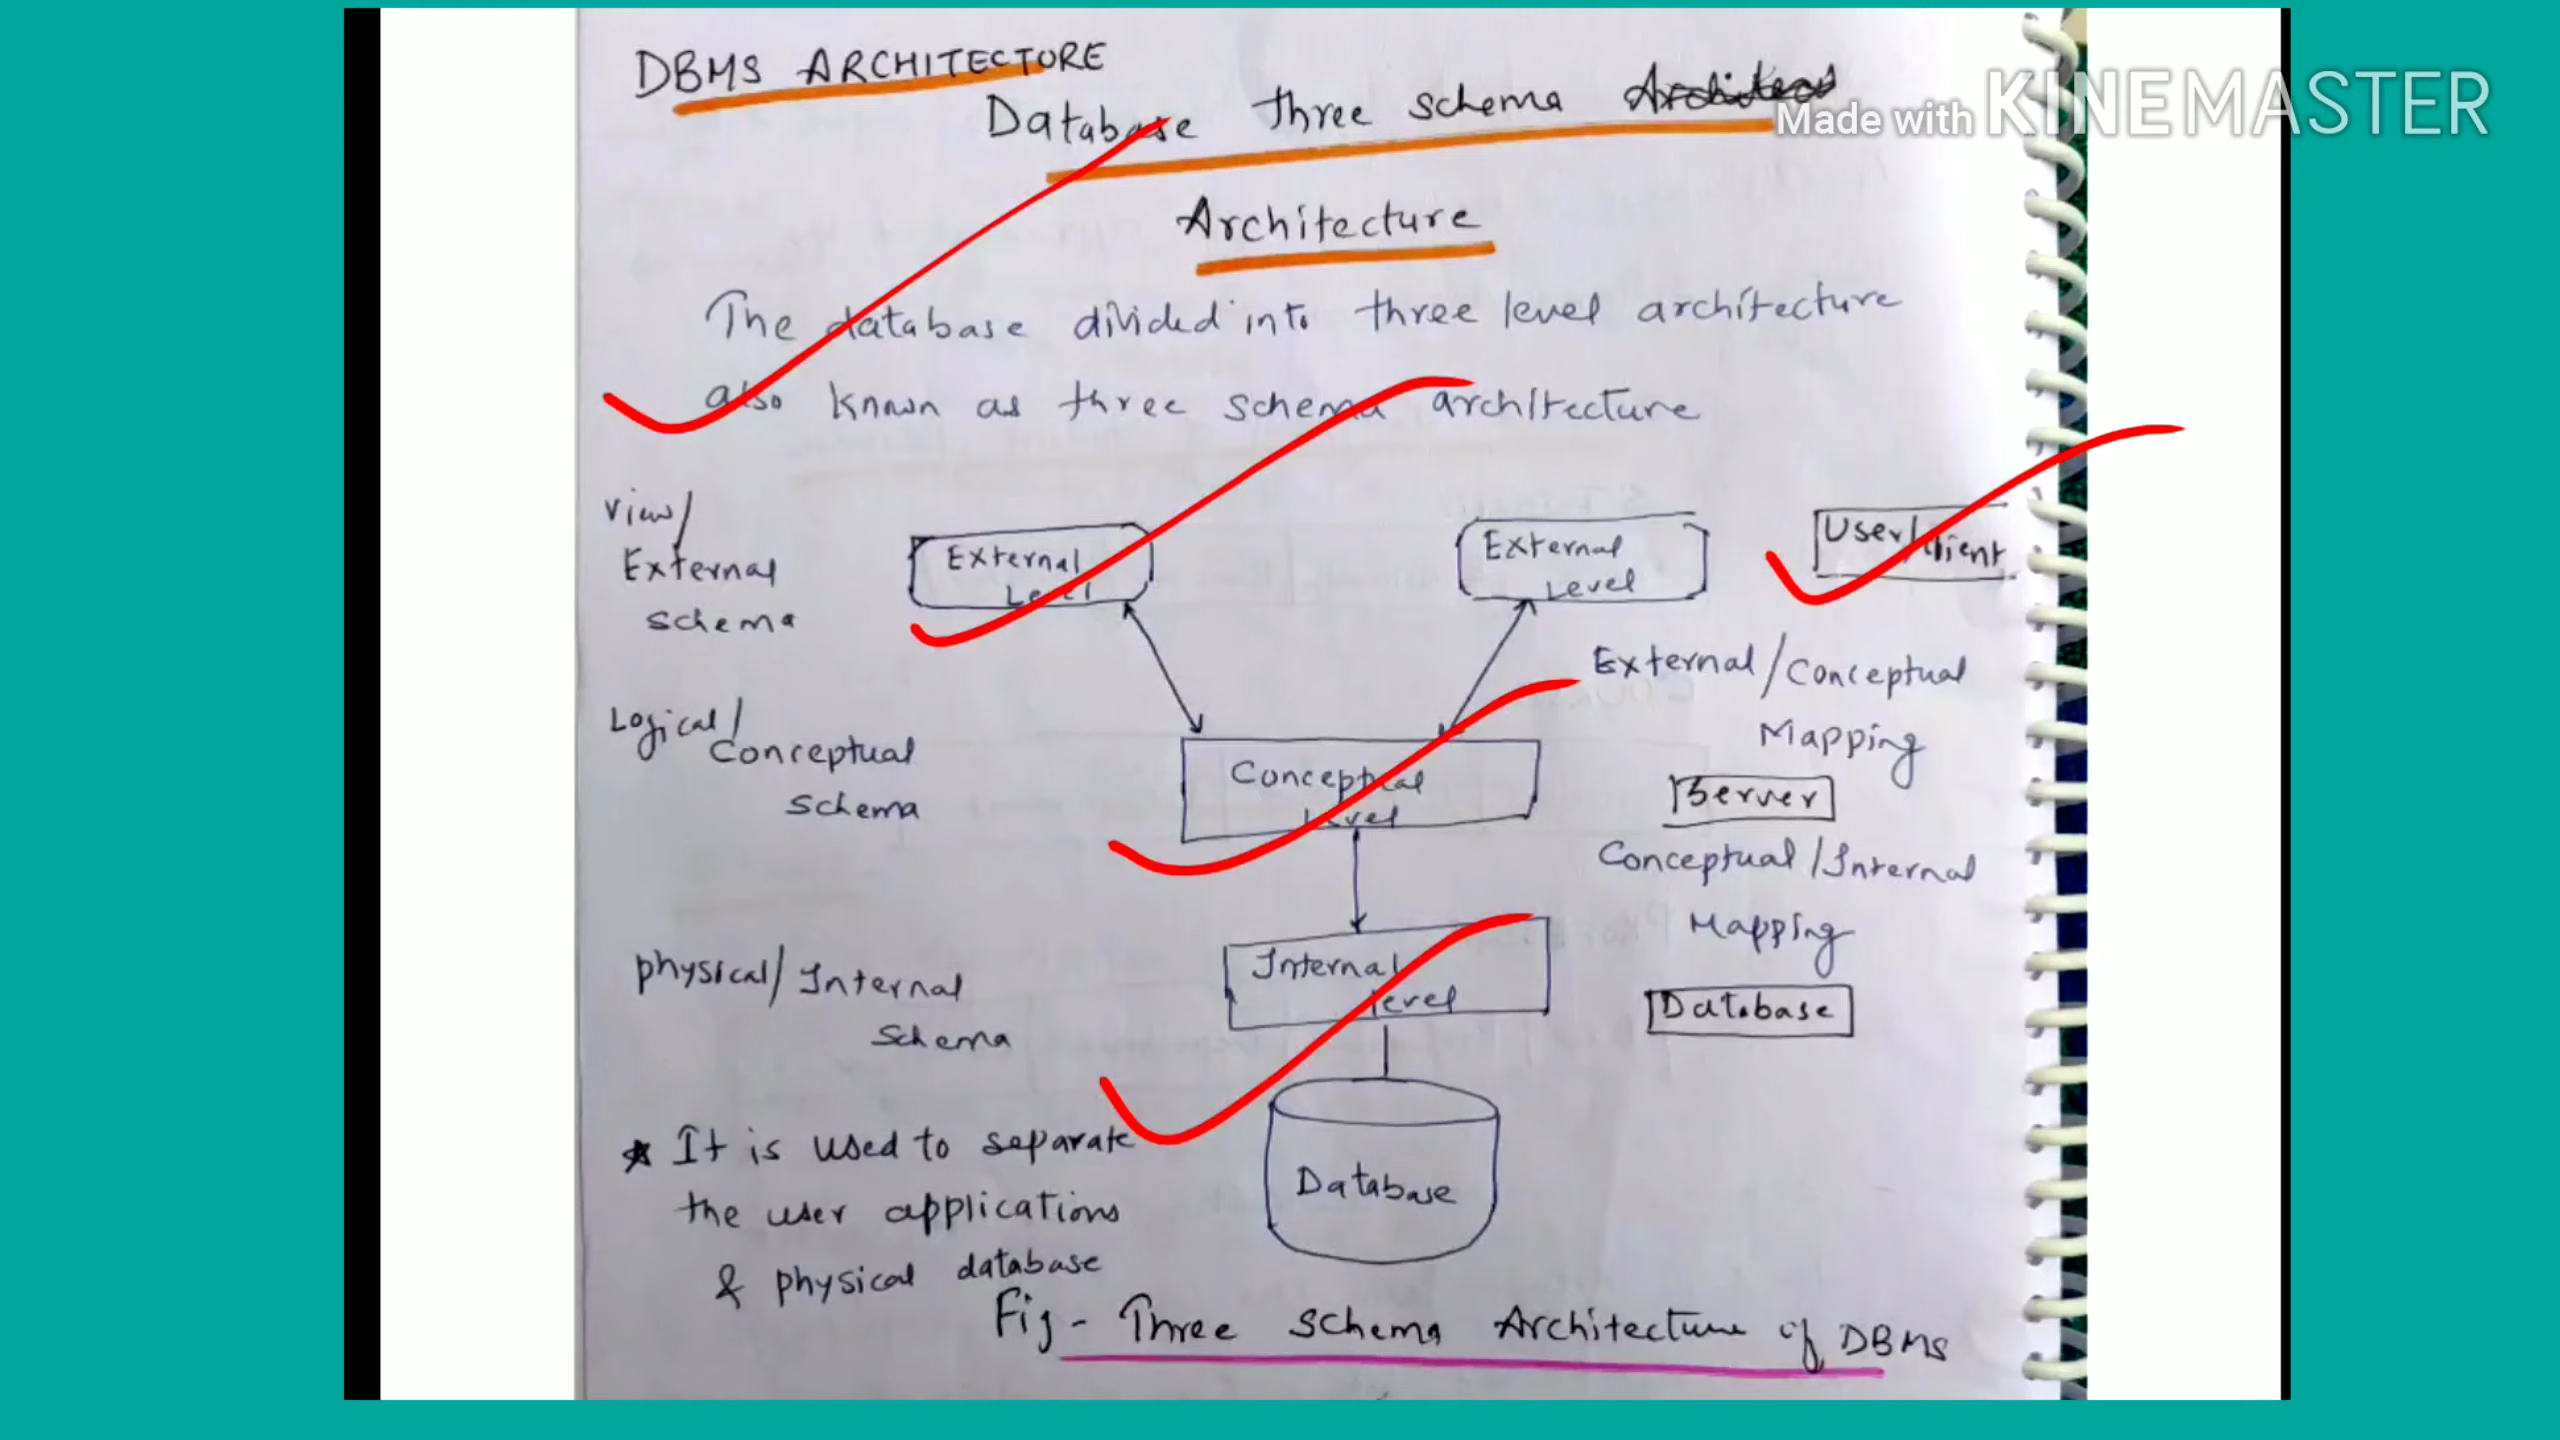 DBMS ARCHITECTORE
Database three schema
Made with KINEMASTER
Architecture
The database divided into three level architecture
also known as three schema architecture
View/
External
schema
External
Level
External
Level
User/Client
External/Conceptual
Mapping
Logical/
Conceptual
Schema
Conceptual
Level
Server
Conceptual/Internal
Mapping
Physical/Internal
Schema
Internal
level
Database
* It is used to separate
the user applications
& physical database
Database
Fig - Three Schema Architecture of DBMS